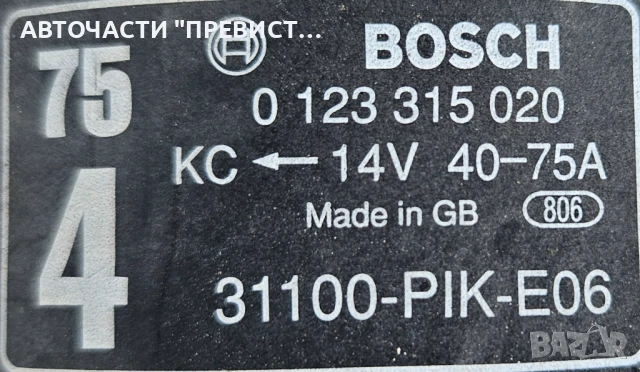 АВТОЧАСТИ "ПРЕВИСТ...
75
BOSCH
0 123 315 020
KC ← 14V 40-75A
Made in GB 806
4
31100-PIK-E06
BAZAR